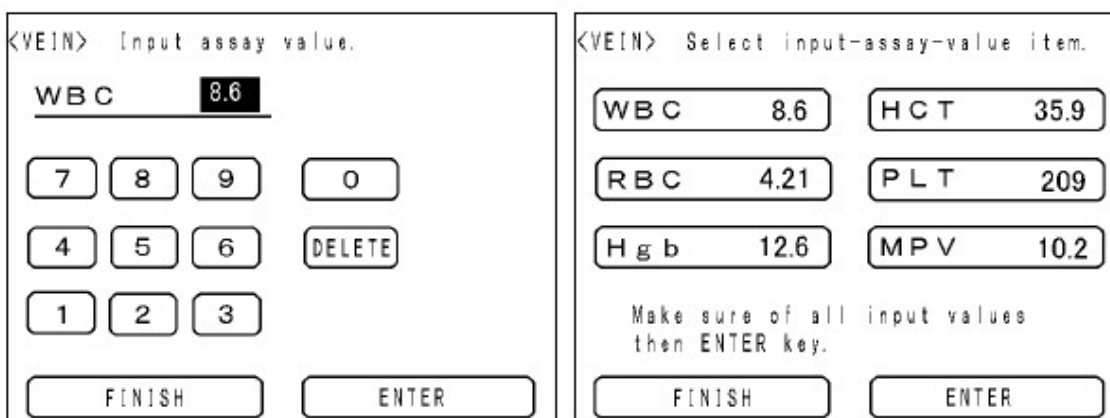 <VEIN> Input assay value.
WBC 8.6
7 8 9 0
4 5 6 DELETE
1 2 3
FINISH ENTER
<VEIN> Select input-assay-value item.
WBC 8.6 HCT 35.9
RBC 4.21 PLT 209
Hgb 12.6 MPV 10.2
Make sure of all input values
then ENTER key.
FINISH ENTER